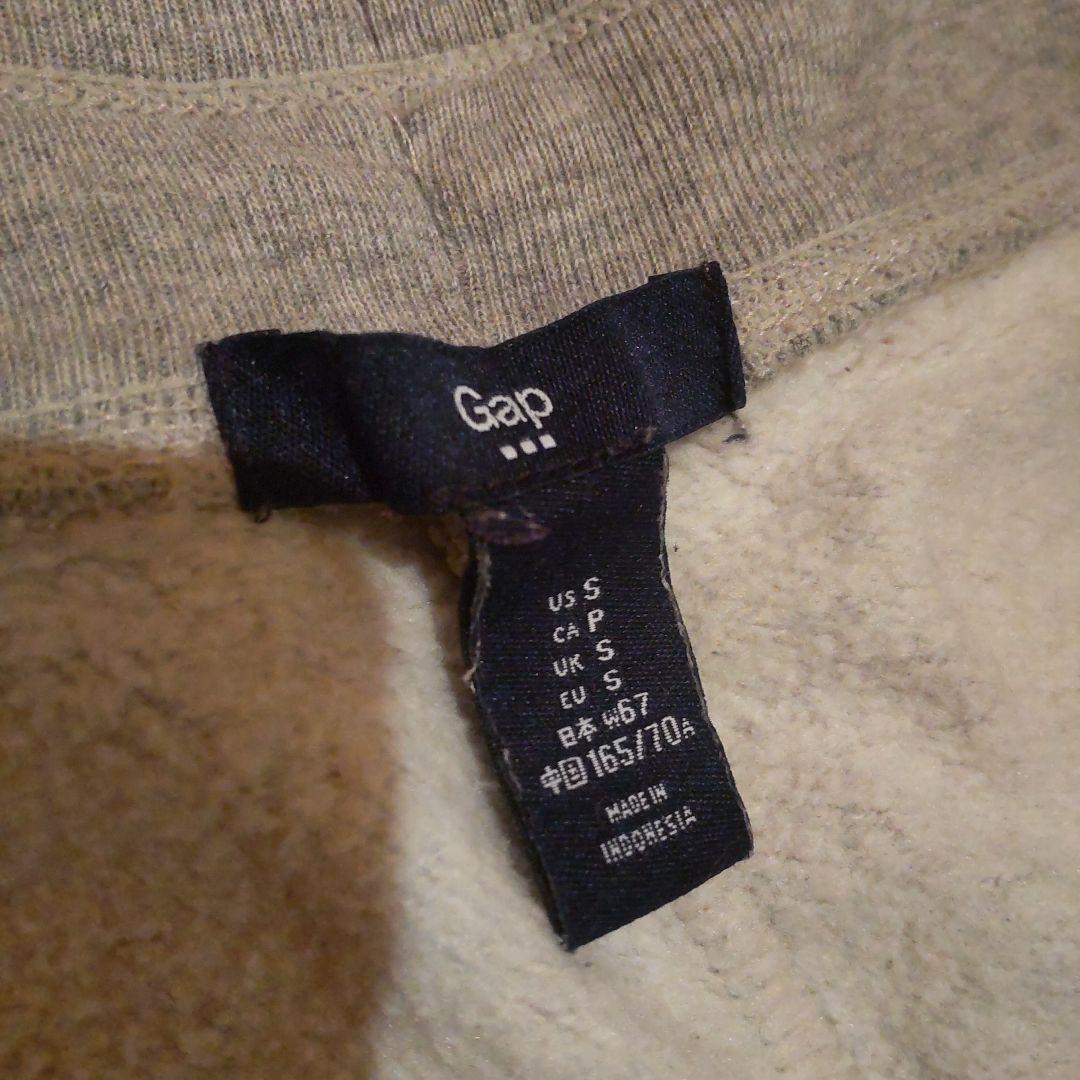 Gap
US S
CA P
UK S
EU S
日本 W67
中国 165/70A
MADE IN
INDONESIA